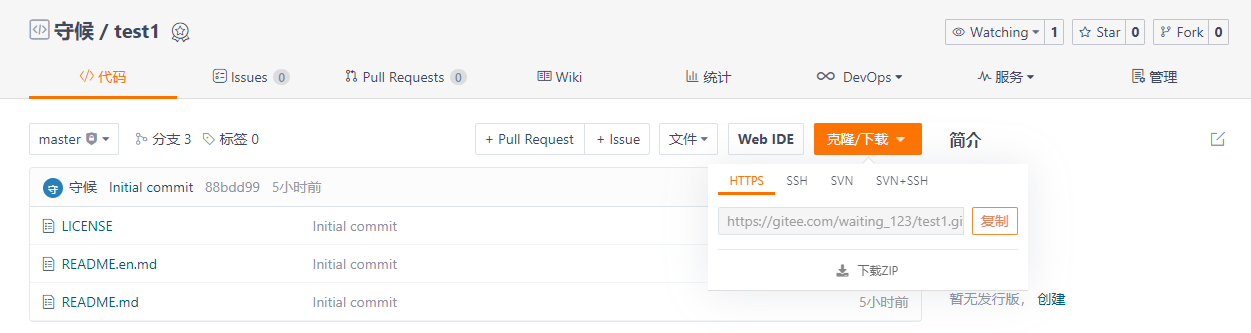 守候 / test1
Watching 1 Star 0 Fork 0
代码 Issues 0 Pull Requests 0 Wiki 统计 DevOps 服务 管理
master 分支 3 标签 0 + Pull Request + Issue 文件 Web IDE 克隆/下载 简介
守 守候 Initial commit 88bdd99 5小时前
HTTPS SSH SVN SVN+SSH
LICENSE Initial commit
https://gitee.com/waiting_123/test1.gi 复制
README.en.md Initial commit
下载ZIP
README.md Initial commit 5小时前
暂无发行版， 创建